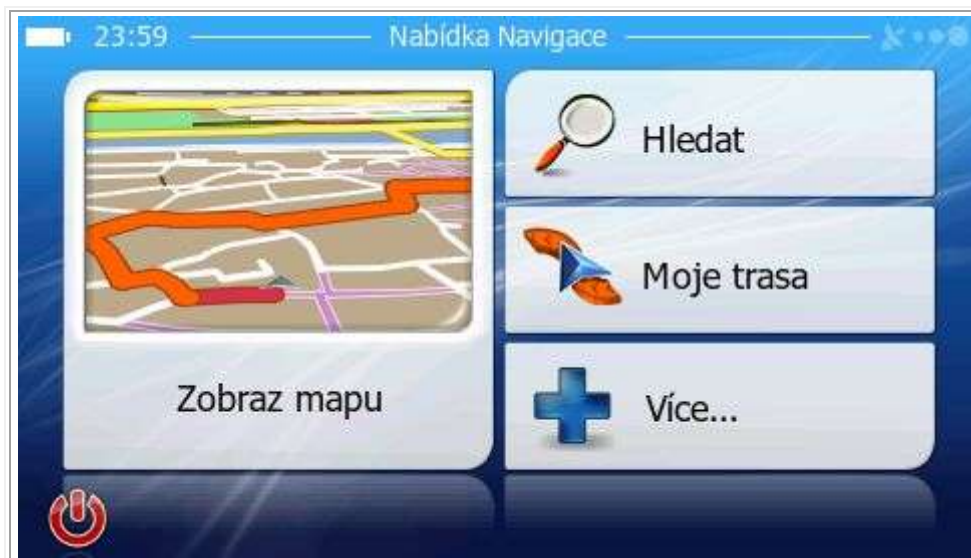 23:59
Nabídka Navigace
Hledat
Moje trasa
Zobraz mapu
Více...